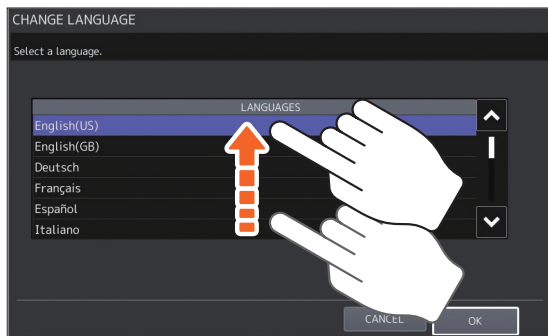 CHANGE LANGUAGE
Select a language.
LANGUAGES
English(US)
English(GB)
Deutsch
Français
Español
Italiano
CANCEL
OK